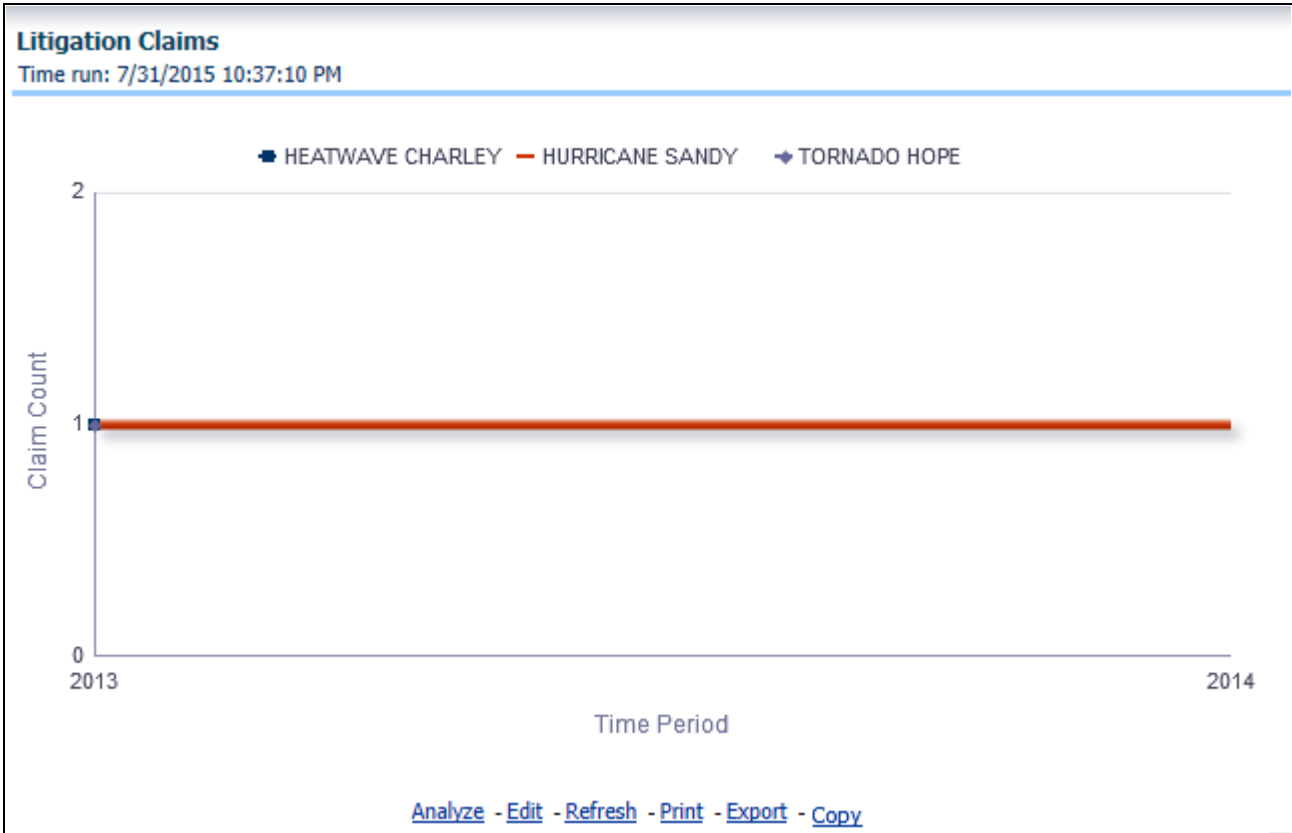 Litigation Claims
Time run: 7/31/2015 10:37:10 PM
HEATWAVE CHARLEY HURRICANE SANDY TORNADO HOPE
2
Claim Count
1
0
2013 2014
Time Period
Analyze - Edit - Refresh - Print - Export - Copy